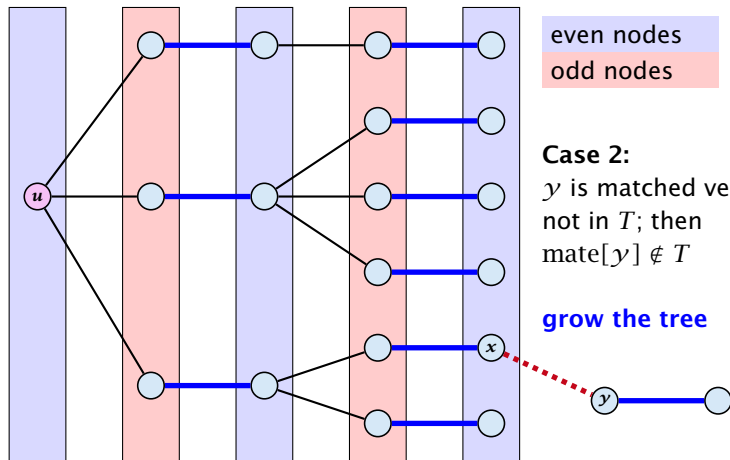 even nodes
odd nodes
Case 2:
y is matched ve
not in T; then
mate[y] ∉ T
grow the tree
u
x
y